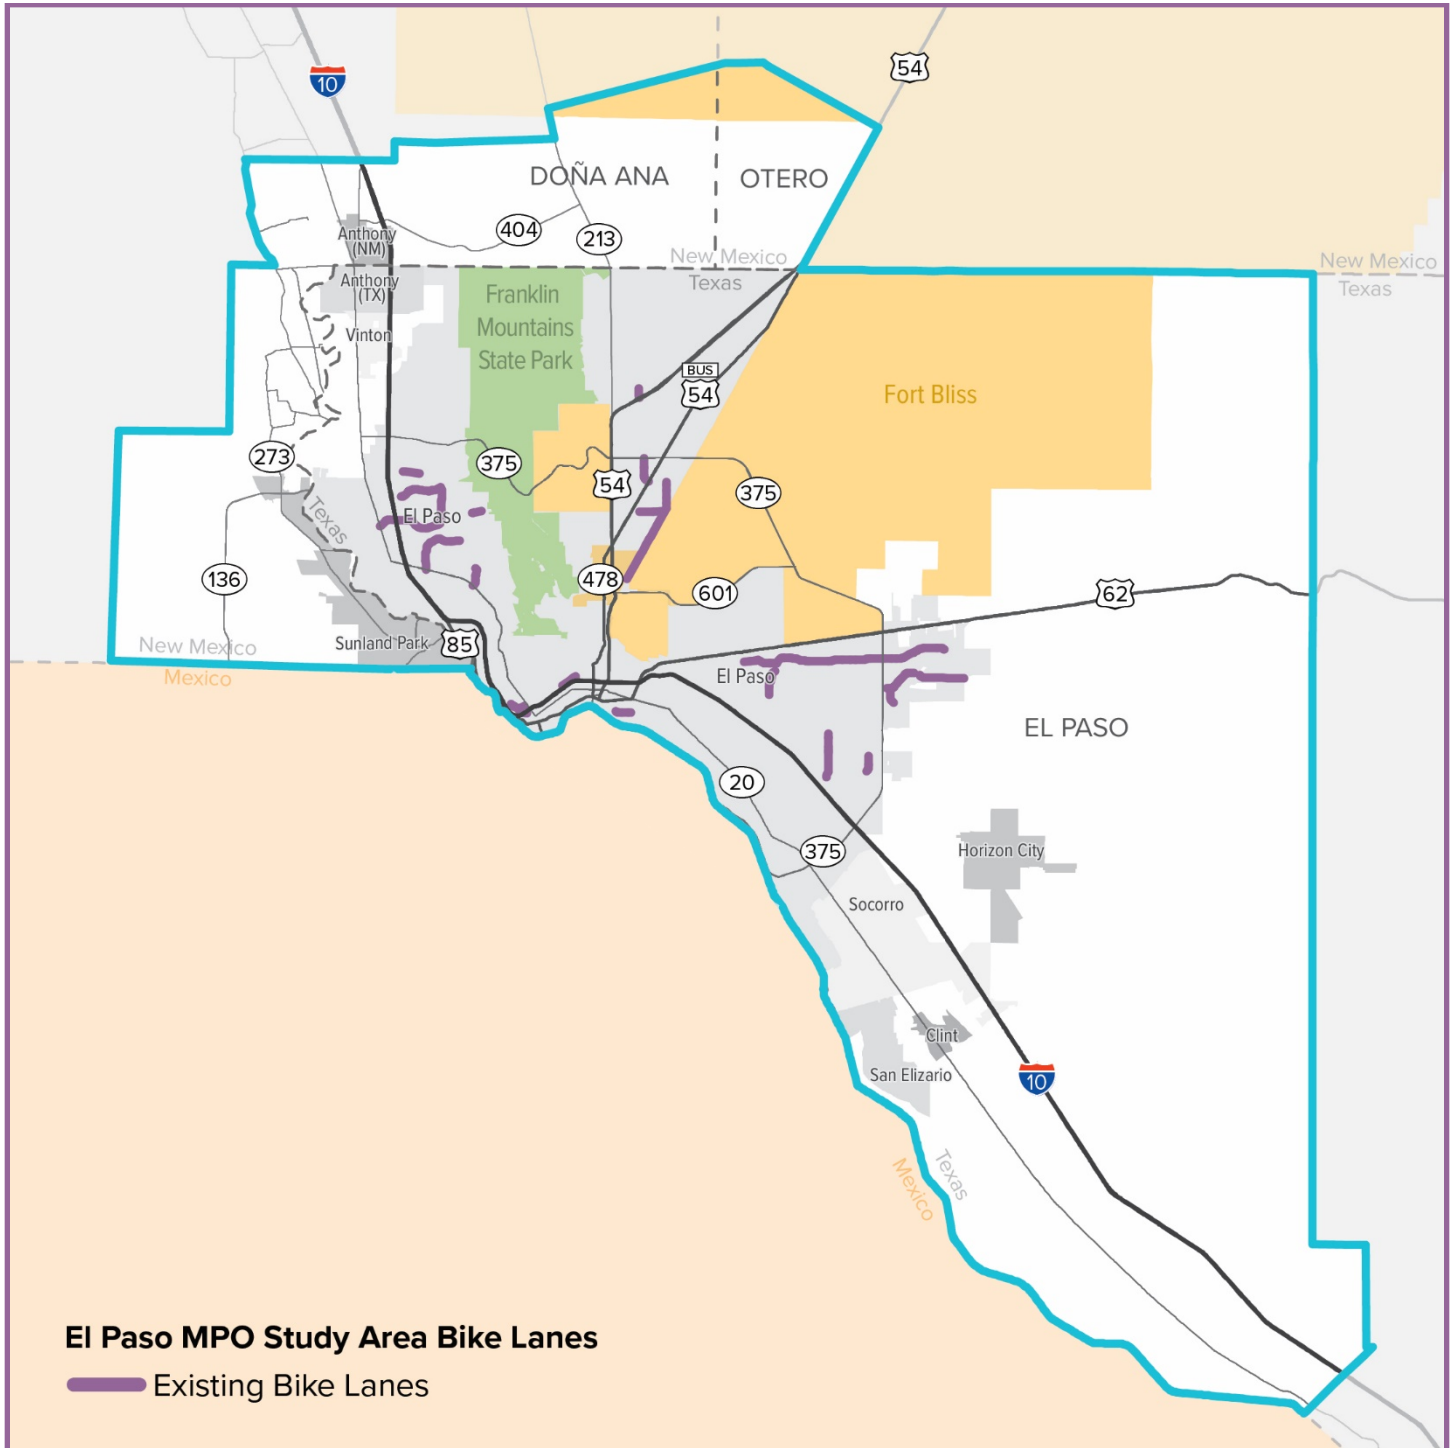 54
10
DOÑA ANA
OTERO
404
213
Anthony
(NM)
New Mexico
Texas
New Mexico
Texas
Anthony
(TX)
Franklin
Mountains
State Park
Vinton
BUS
54
Fort Bliss
273
375
54
375
El Paso
Texas
136
478
601
62
New Mexico
Mexico
Sunland Park
85
El Paso
EL PASO
20
375
Horizon City
Socorro
Clint
San Elizario
10
Texas
Mexico
El Paso MPO Study Area Bike Lanes
Existing Bike Lanes